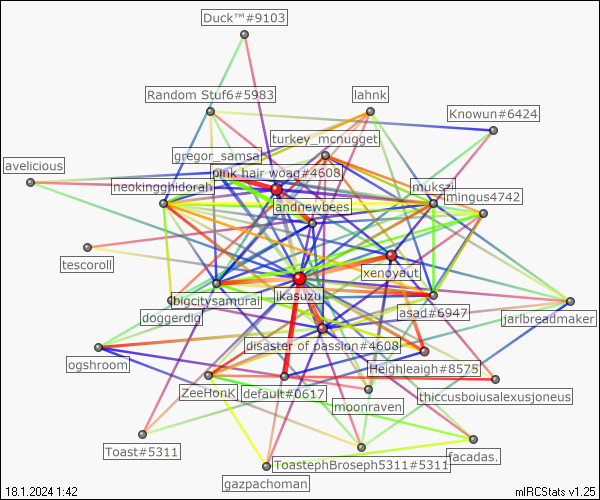 Duck™#9103
Random Stuf6#5983
lahnk
Knowun#6424
turkey_mcnugget
gregor_samsa
avelicious
pink hair woag#4608
neokingghidorah
mukszi
mingus4742
landnewbees
tescoroll
xenoyaut
jkasuzu
bigcitysamurai
doggerdig
asad#6947
jarlbreadmaker
disaster of passion#4608
ogshroom
Heighleaigh#8575
ZeeHonK
default#0617
thiccusboiusalexusjoneus
moonraven
Toast#5311
facadas.
ToastephBroseph5311#5311
gazpachoman
18.1.2024 1:42
mIRCStats v1.25